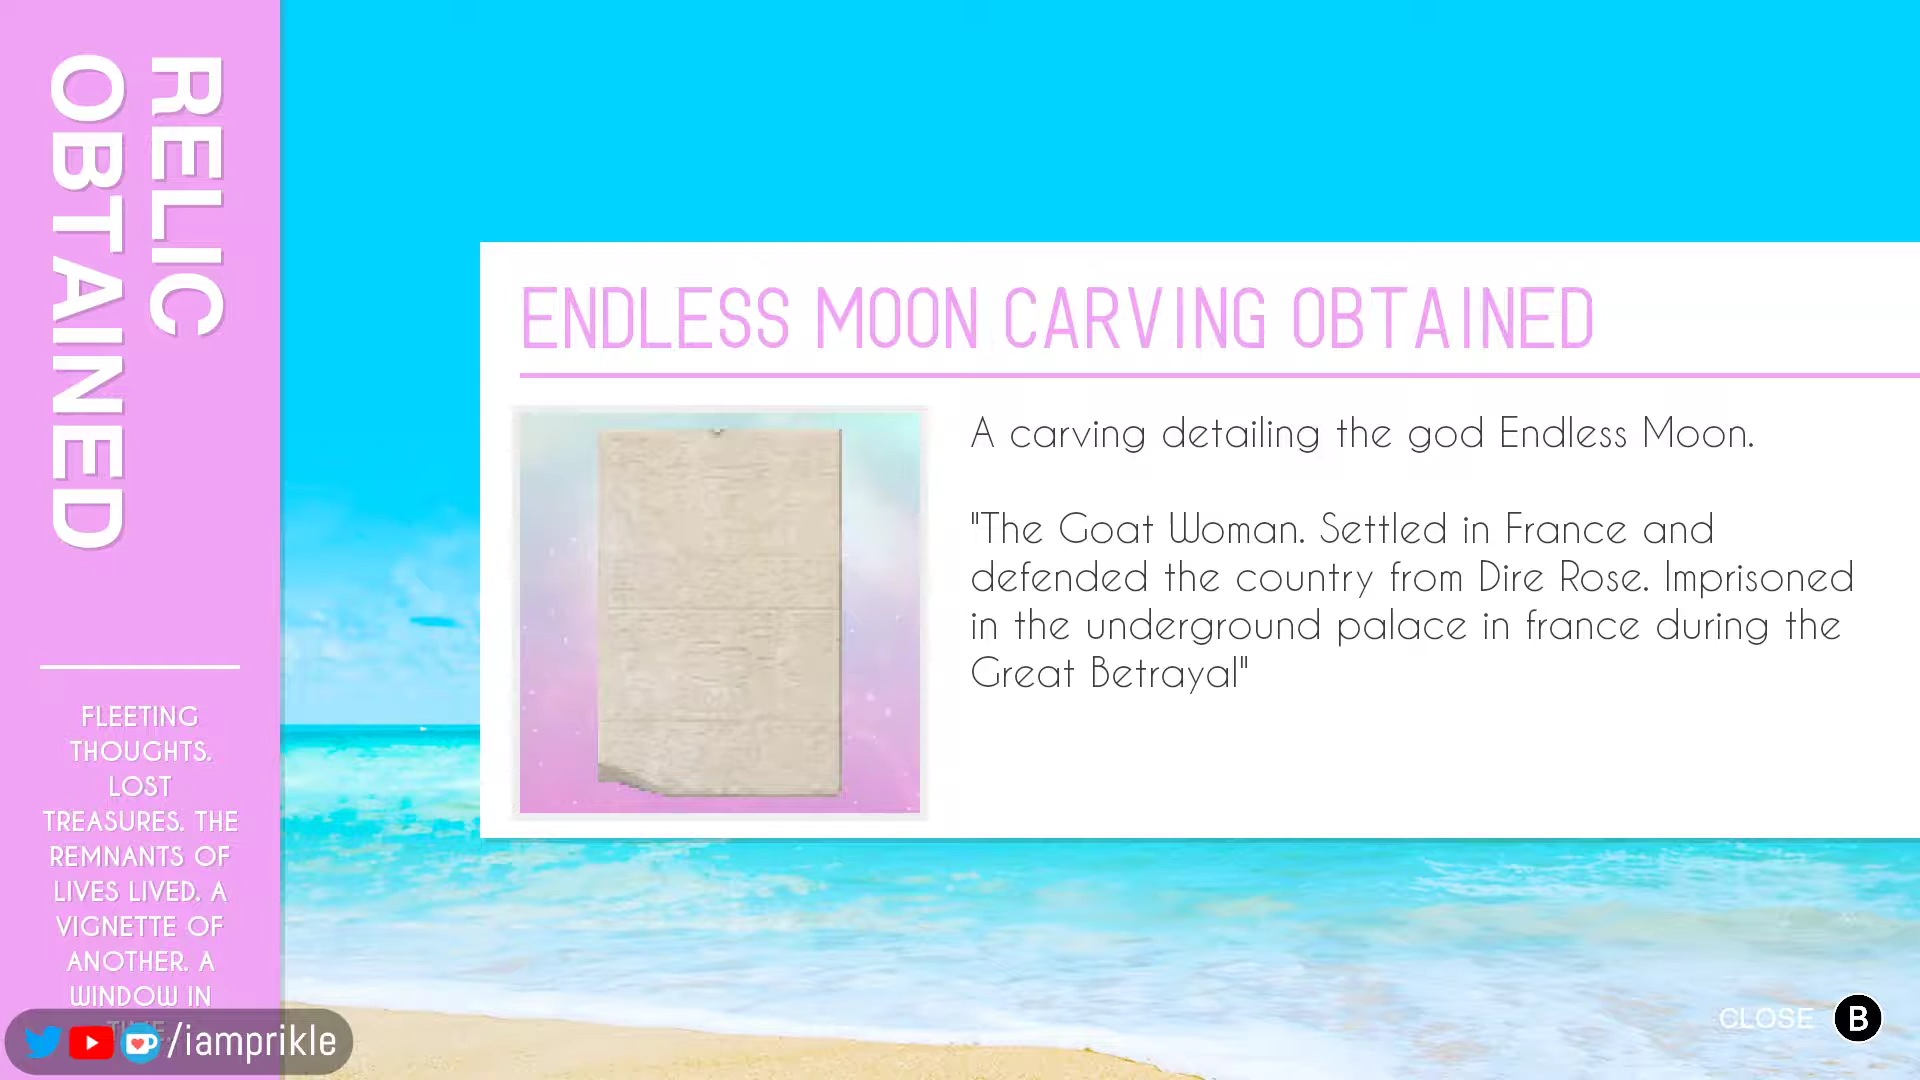 RELIC
OBTAINED
FLEETING
THOUGHTS.
LOST
TREASURES. THE
REMNANTS OF
LIVES LIVED. A
VIGNETTE OF
ANOTHER. A
WINDOW IN
/iamprikle
ENDLESS MOON CARVING OBTAINED
A carving detailing the god Endless Moon.
"The Goat Woman. Settled in France and
defended the country from Dire Rose. Imprisoned
in the underground palace in france during the
Great Betrayal"
CLOSE B